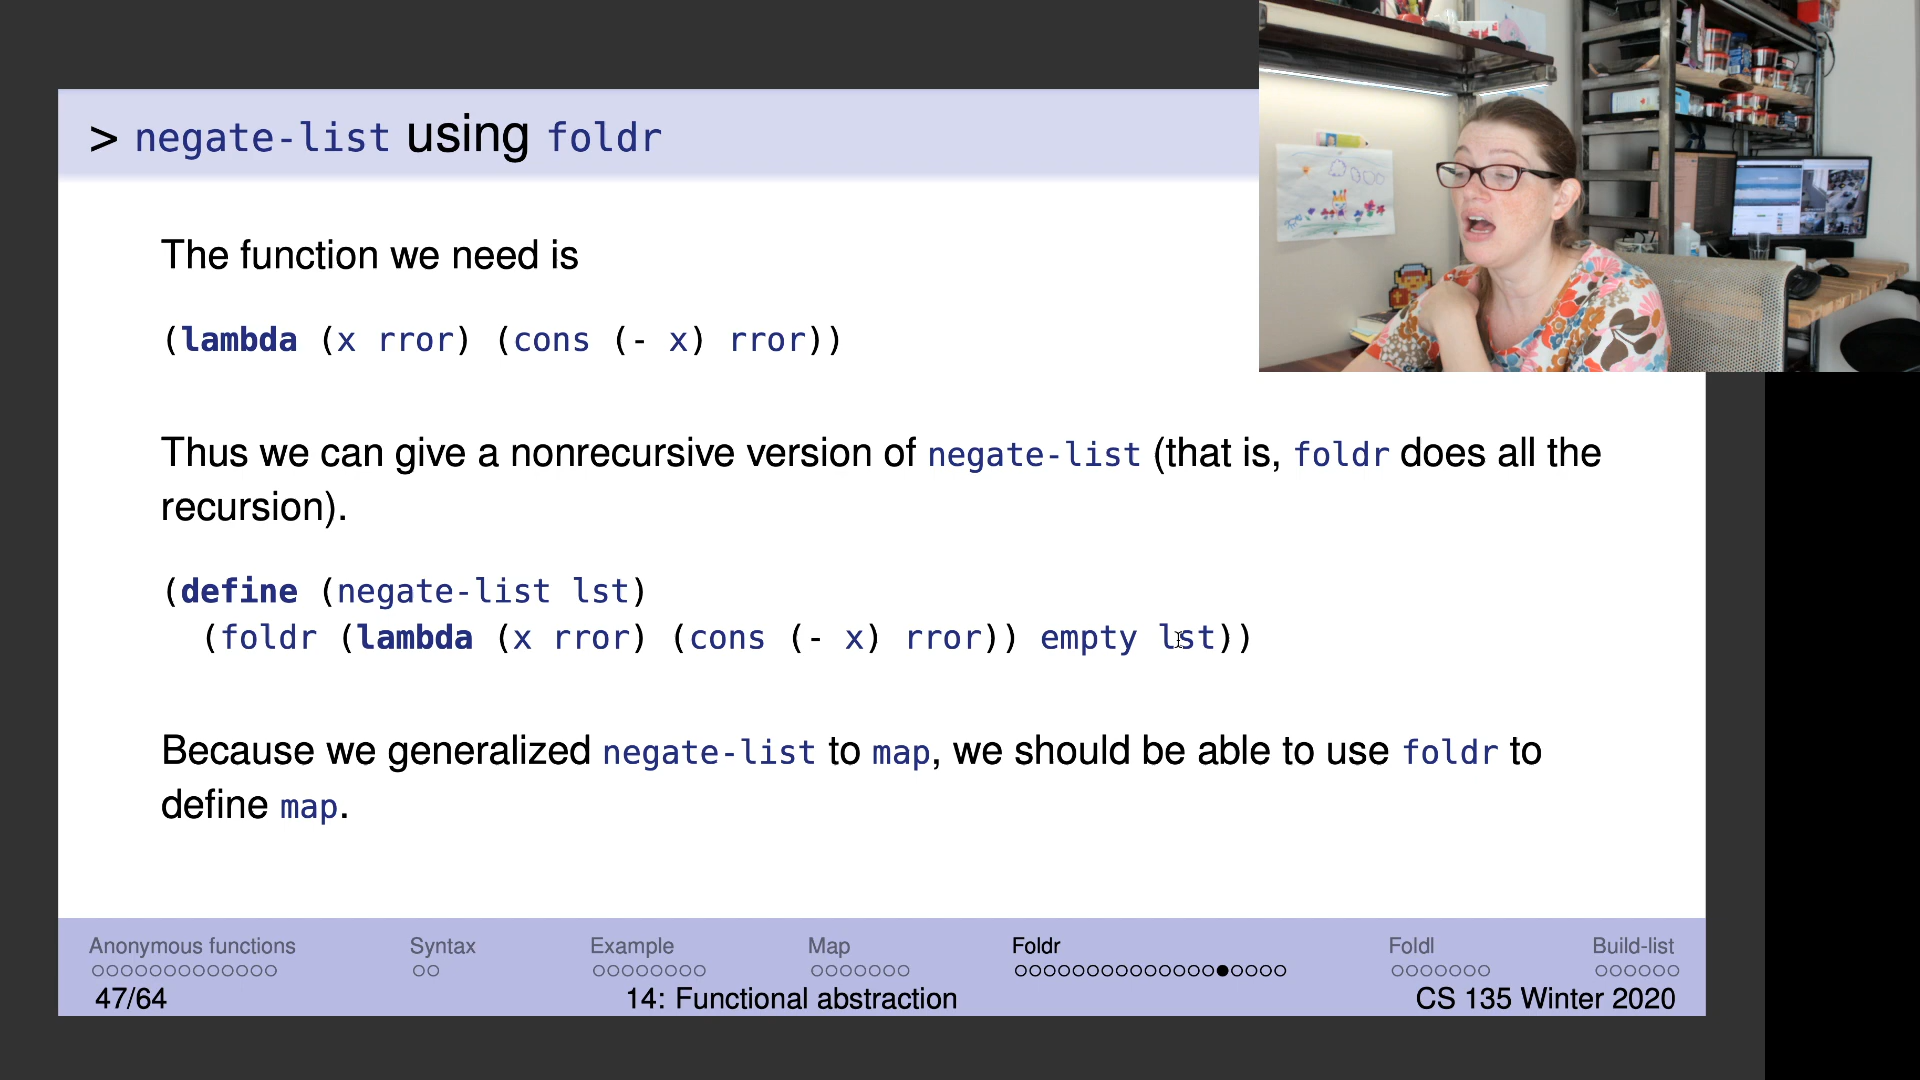 > negate-list using foldr
The function we need is
(lambda (x rror) (cons (- x) rror))
Thus we can give a nonrecursive version of negate-list (that is, foldr does all the
recursion).
(define (negate-list lst)
(foldr (lambda (x rror) (cons (- x) rror)) empty lst))
Because we generalized negate-list to map, we should be able to use foldr to
define map.
Anonymous functions Syntax Example Map Foldr Foldl Build-list
47/64 14: Functional abstraction CS 135 Winter 2020